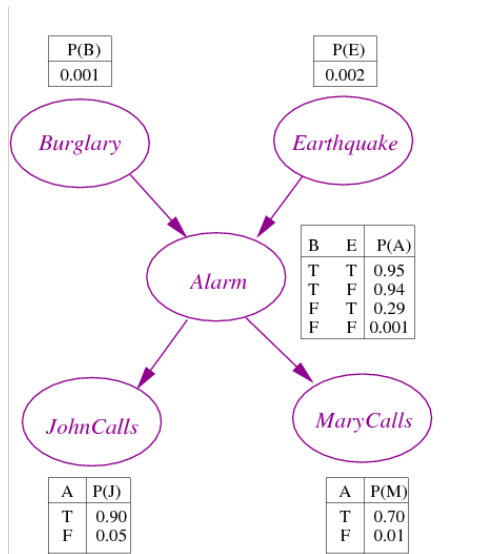 P(B)
0.001
P(E)
0.002
Burglary
Earthquake
B E P(A)
T T 0.95
T F 0.94
F T 0.29
F F 0.001
Alarm
JohnCalls
MaryCalls
A P(J)
T 0.90
F 0.05
A P(M)
T 0.70
F 0.01